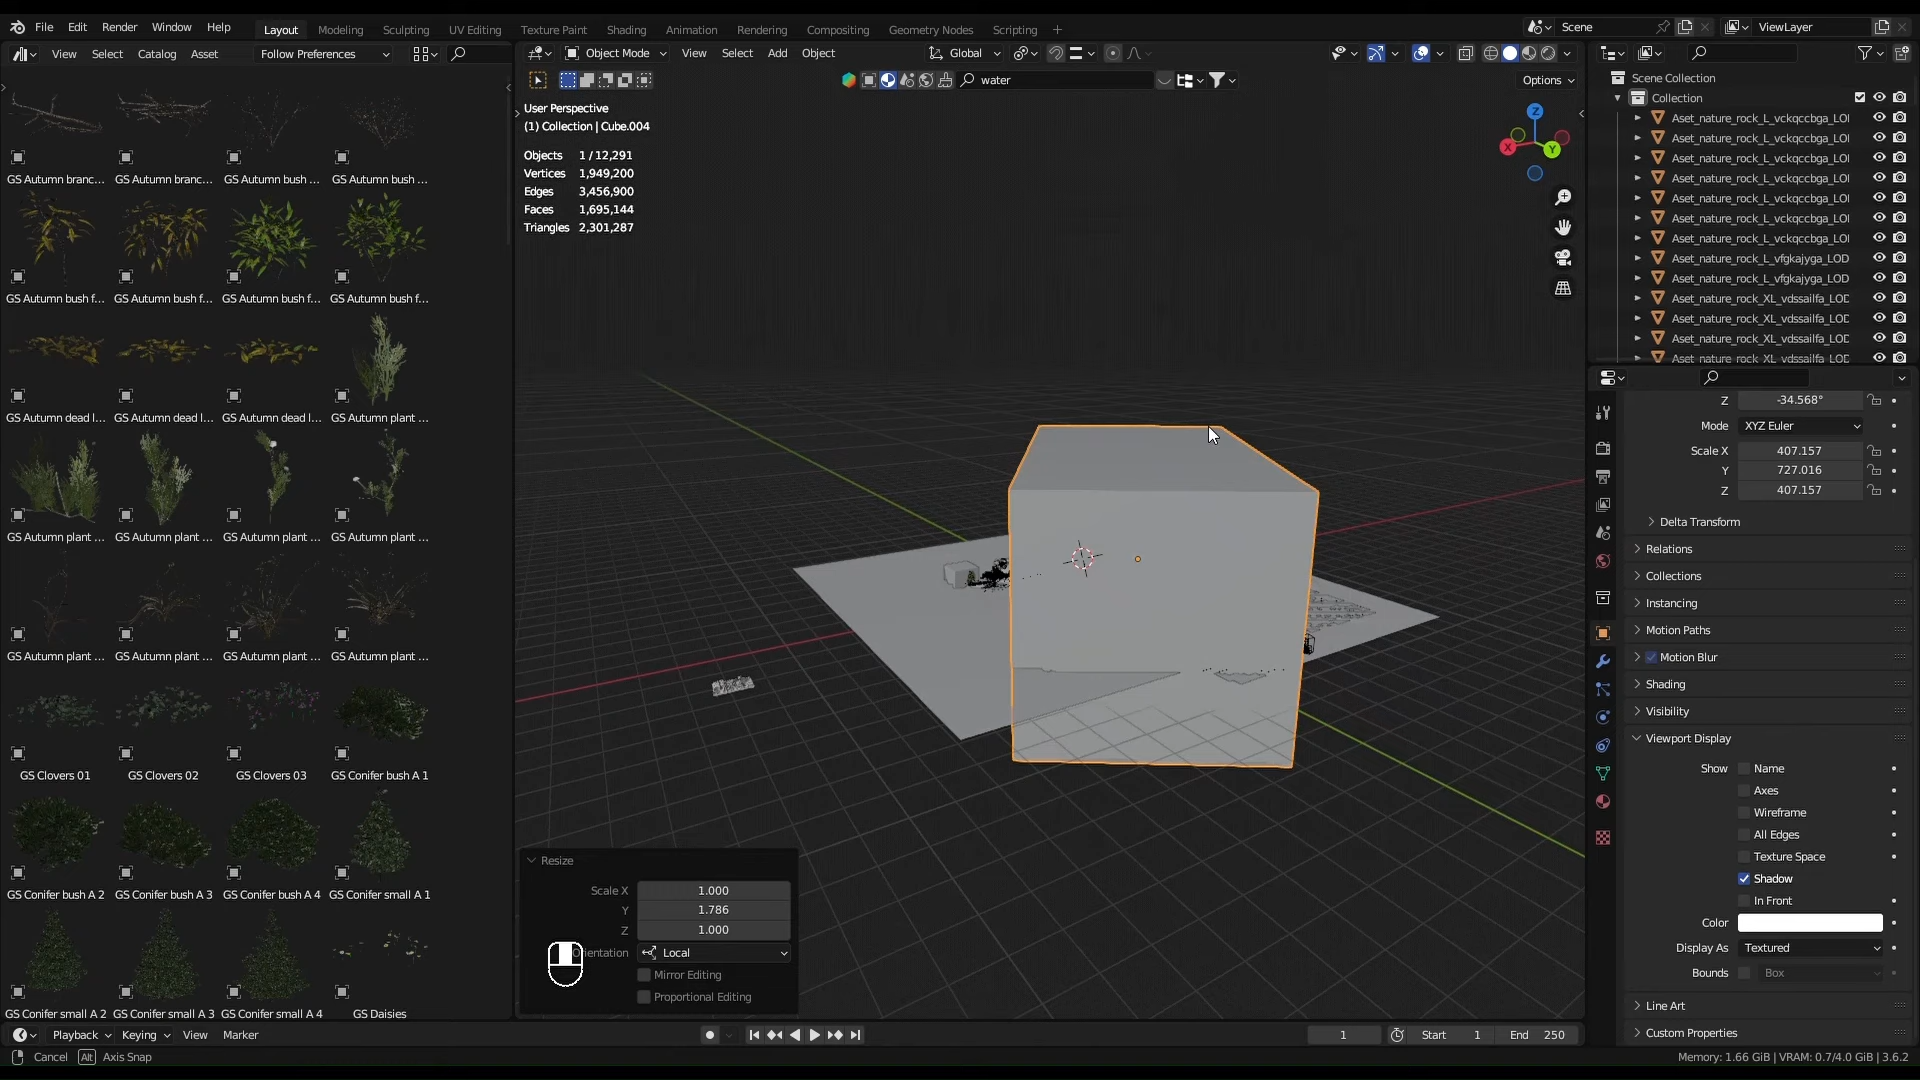 File Edit Render Window Help
Layout Modeling Sculpting UV Editing Texture Paint Shading Animation Rendering Compositing Geometry Nodes Scripting +
Scene
ViewLayer
View Select Catalog Asset Follow Preferences
Object Mode View Select Add Object Global
water
Options
User Perspective
(1) Collection | Cube.004
Objects 1 / 12,291
Vertices 1,949,200
Edges 3,456,900
Faces 1,695,144
Triangles 2,301,287
Z
X
Y
GS Autumn branc... GS Autumn branc... GS Autumn bush ... GS Autumn bush ...
GS Autumn bush f... GS Autumn bush f... GS Autumn bush f... GS Autumn bush f...
GS Autumn dead l... GS Autumn dead l... GS Autumn dead l... GS Autumn plant ...
GS Autumn plant ... GS Autumn plant ... GS Autumn plant ... GS Autumn plant ...
GS Autumn plant ... GS Autumn plant ... GS Autumn plant ... GS Autumn plant ...
GS Clovers 01 GS Clovers 02 GS Clovers 03 GS Conifer bush A 1
GS Conifer bush A 2 GS Conifer bush A 3 GS Conifer bush A 4 GS Conifer small A 1
GS Conifer small A 2 GS Conifer small A 3 GS Conifer small A 4 GS Daisies
Resize
Scale X 1.000
Y 1.786
Z 1.000
Orientation Local
Mirror Editing
Proportional Editing
Scene Collection
Collection
Aset_nature_rock_L_vckqccbga_LO
Aset_nature_rock_L_vckqccbga_LO
Aset_nature_rock_L_vckqccbga_LO
Aset_nature_rock_L_vckqccbga_LO
Aset_nature_rock_L_vckqccbga_LO
Aset_nature_rock_L_vckqccbga_LO
Aset_nature_rock_L_vckqccbga_LO
Aset_nature_rock_L_vfgkajyga_LOD
Aset_nature_rock_L_vfgkajyga_LOD
Aset_nature_rock_XL_vdssailfa_LOD
Aset_nature_rock_XL_vdssailfa_LOD
Aset_nature_rock_XL_vdssailfa_LOD
Aset_nature_rock_XL_vdssailfa_LOD
Z -34.568°
Mode XYZ Euler
Scale X 407.157
Y 727.016
Z 407.157
Delta Transform
Relations
Collections
Instancing
Motion Paths
Motion Blur
Shading
Visibility
Viewport Display
Show Name
Axes
Wireframe
All Edges
Texture Space
Shadow
In Front
Color
Display As Textured
Bounds Box
Line Art
Custom Properties
Playback Keying View Marker
1 Start 1 End 250
Cancel Alt Axis Snap
Memory: 1.66 GiB | VRAM: 0.7/4.0 GiB | 3.6.2